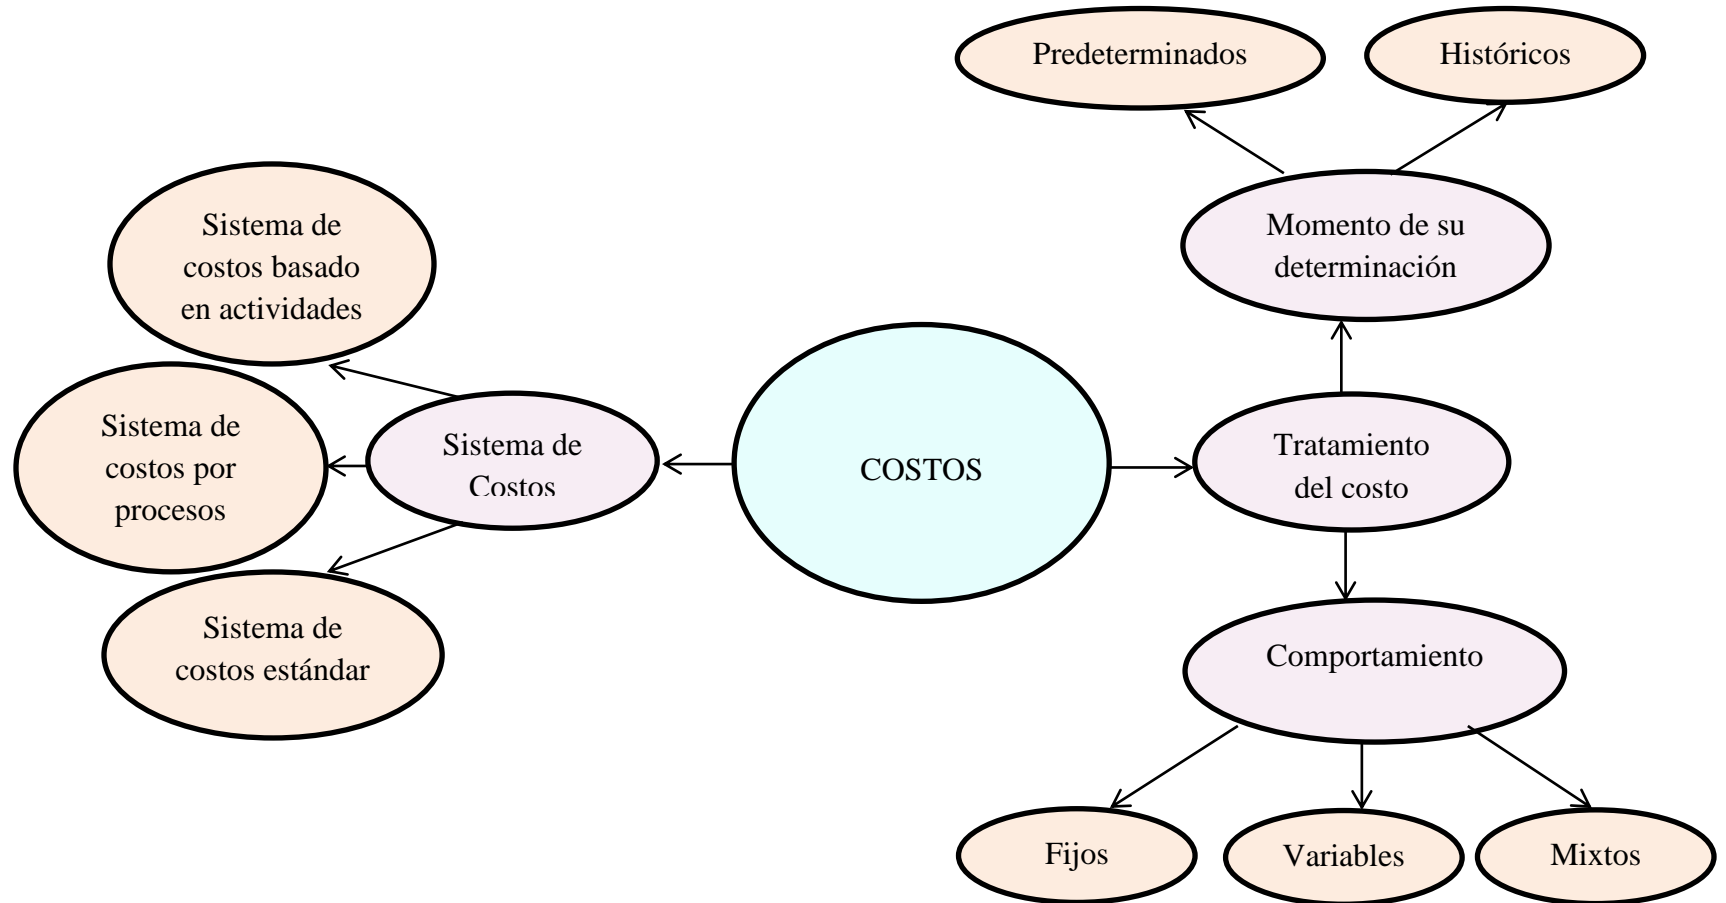 Predeterminados
Históricos
Momento de su
determinación
Sistema de
costos basado
en actividades
Sistema de
costos por
procesos
Sistema de
Costos
COSTOS
Tratamiento
del costo
Sistema de
costos estándar
Comportamiento
Fijos
Variables
Mixtos